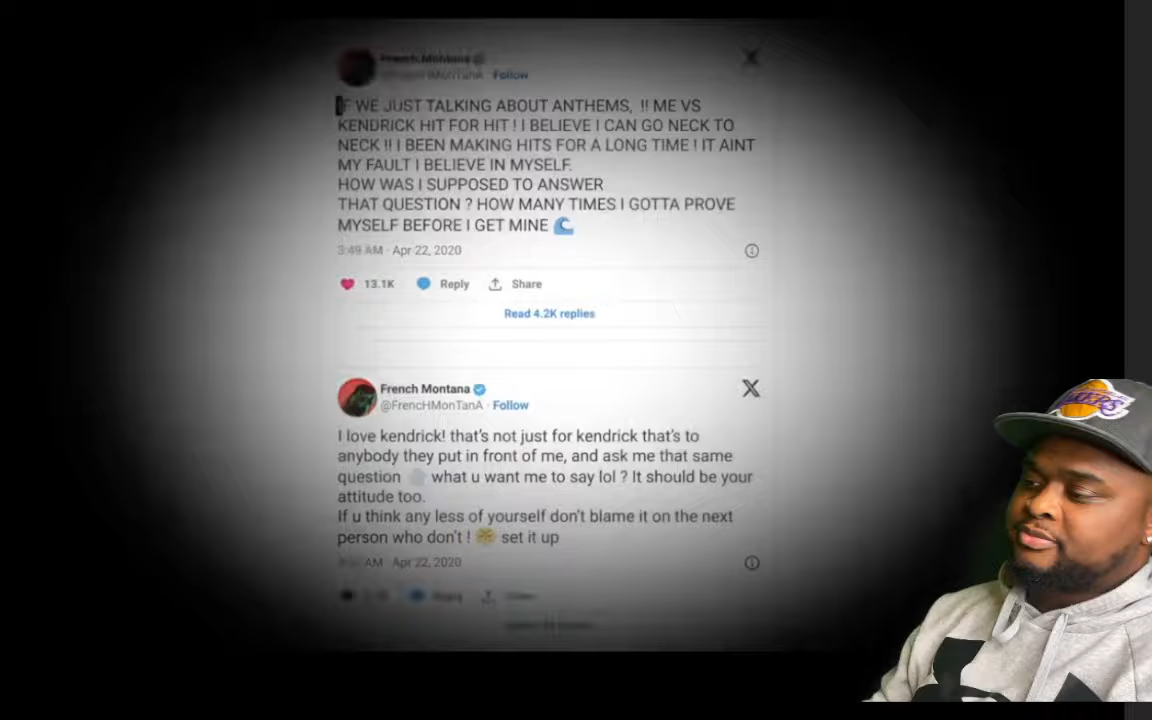 French Montana
Follow
IF WE JUST TALKING ABOUT ANTHEMS, !! ME VS
KENDRICK HIT FOR HIT ! I BELIEVE I CAN GO NECK TO
NECK !! I BEEN MAKING HITS FOR A LONG TIME ! IT AINT
MY FAULT I BELIEVE IN MYSELF.
HOW WAS I SUPPOSED TO ANSWER
THAT QUESTION ? HOW MANY TIMES I GOTTA PROVE
MYSELF BEFORE I GET MINE
3:49 AM · Apr 22, 2020
13.1K Reply Share
Read 4.2K replies
French Montana
@FrencHMonTanA · Follow
I love kendrick! that's not just for kendrick that's to
anybody they put in front of me, and ask me that same
question what u want me to say lol ? It should be your
attitude too.
If u think any less of yourself don't blame it on the next
person who don't ! set it up
AM · Apr 22, 2020
LAKERS